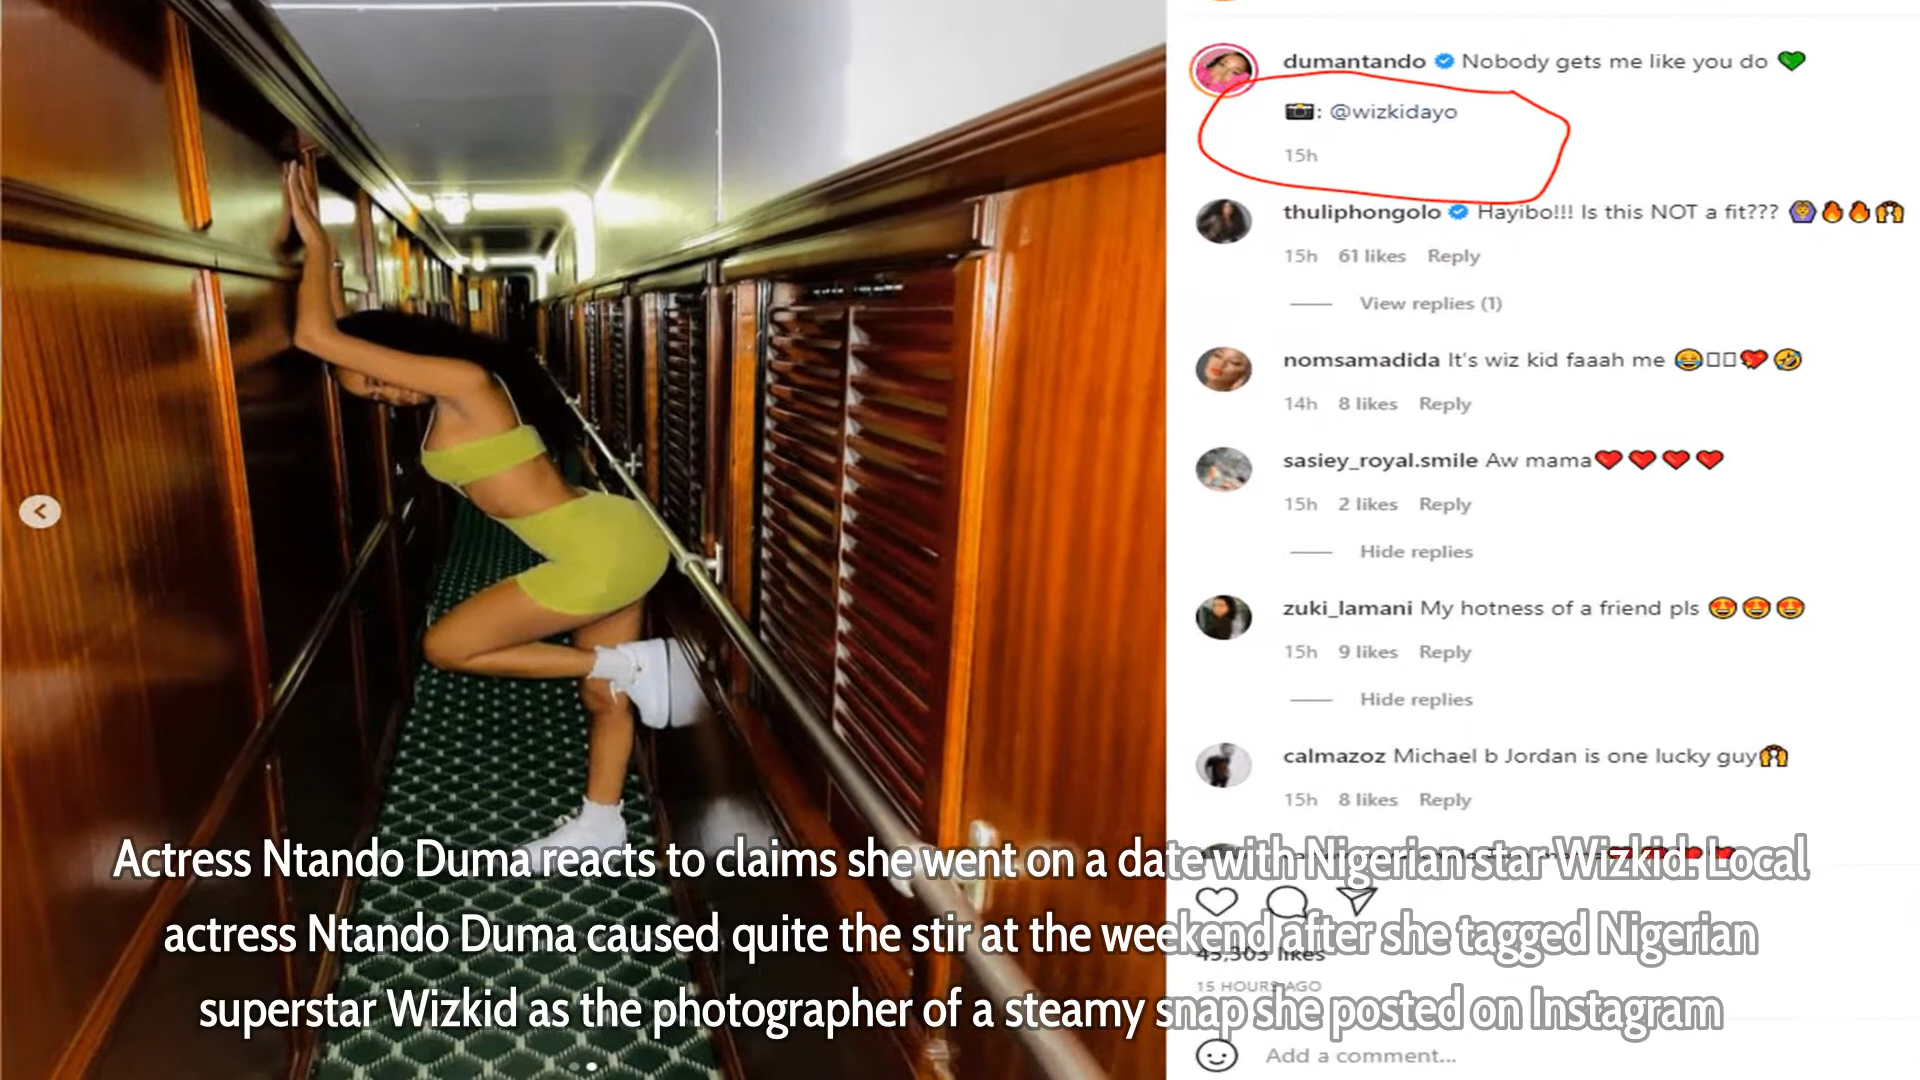 dumantando Nobody gets me like you do 💚
📷: @wizkidayo
15h
thuliphongolo Hayibo!!! Is this NOT a fit??? 🙆🔥🔥🙌
15h 61 likes Reply
View replies (1)
nomsamadida It's wiz kid faaah me 😂💖🤣
14h 8 likes Reply
sasiey_royal.smile Aw mama❤️❤️❤️❤️
15h 2 likes Reply
Hide replies
zuki_lamani My hotness of a friend pls 😍😍😍
15h 9 likes Reply
Hide replies
calmazoz Michael b Jordan is one lucky guy🙌
15h 8 likes Reply
Actress Ntando Duma reacts to claims she went on a date with Nigerian star Wizkid. Local
actress Ntando Duma caused quite the stir at the weekend after she tagged Nigerian
45,303 likes
15 HOURS AGO
superstar Wizkid as the photographer of a steamy snap she posted on Instagram
Add a comment...